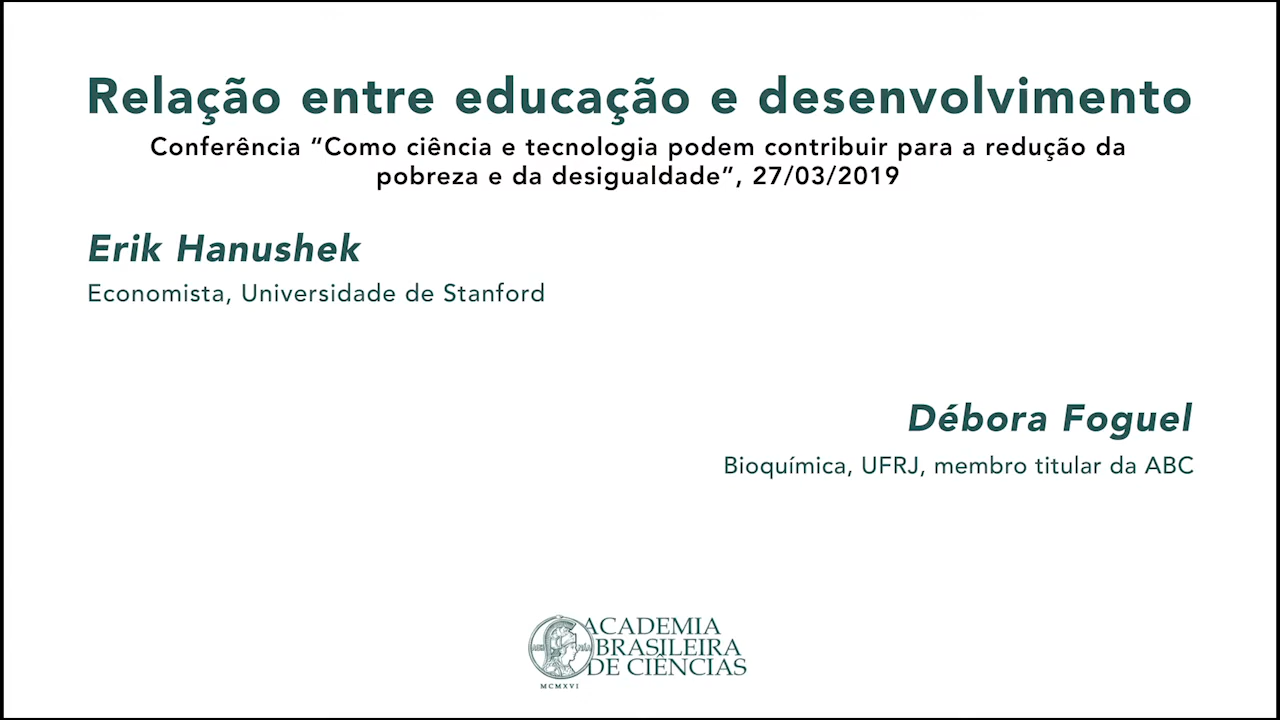 Relação entre educação e desenvolvimento
Conferência “Como ciência e tecnologia podem contribuir para a redução da
pobreza e da desigualdade”, 27/03/2019
Erik Hanushek
Economista, Universidade de Stanford
Débora Foguel
Bioquímica, UFRJ, membro titular da ABC
ACADEMIA
BRASILEIRA
DE CIÊNCIAS
MCMXVI